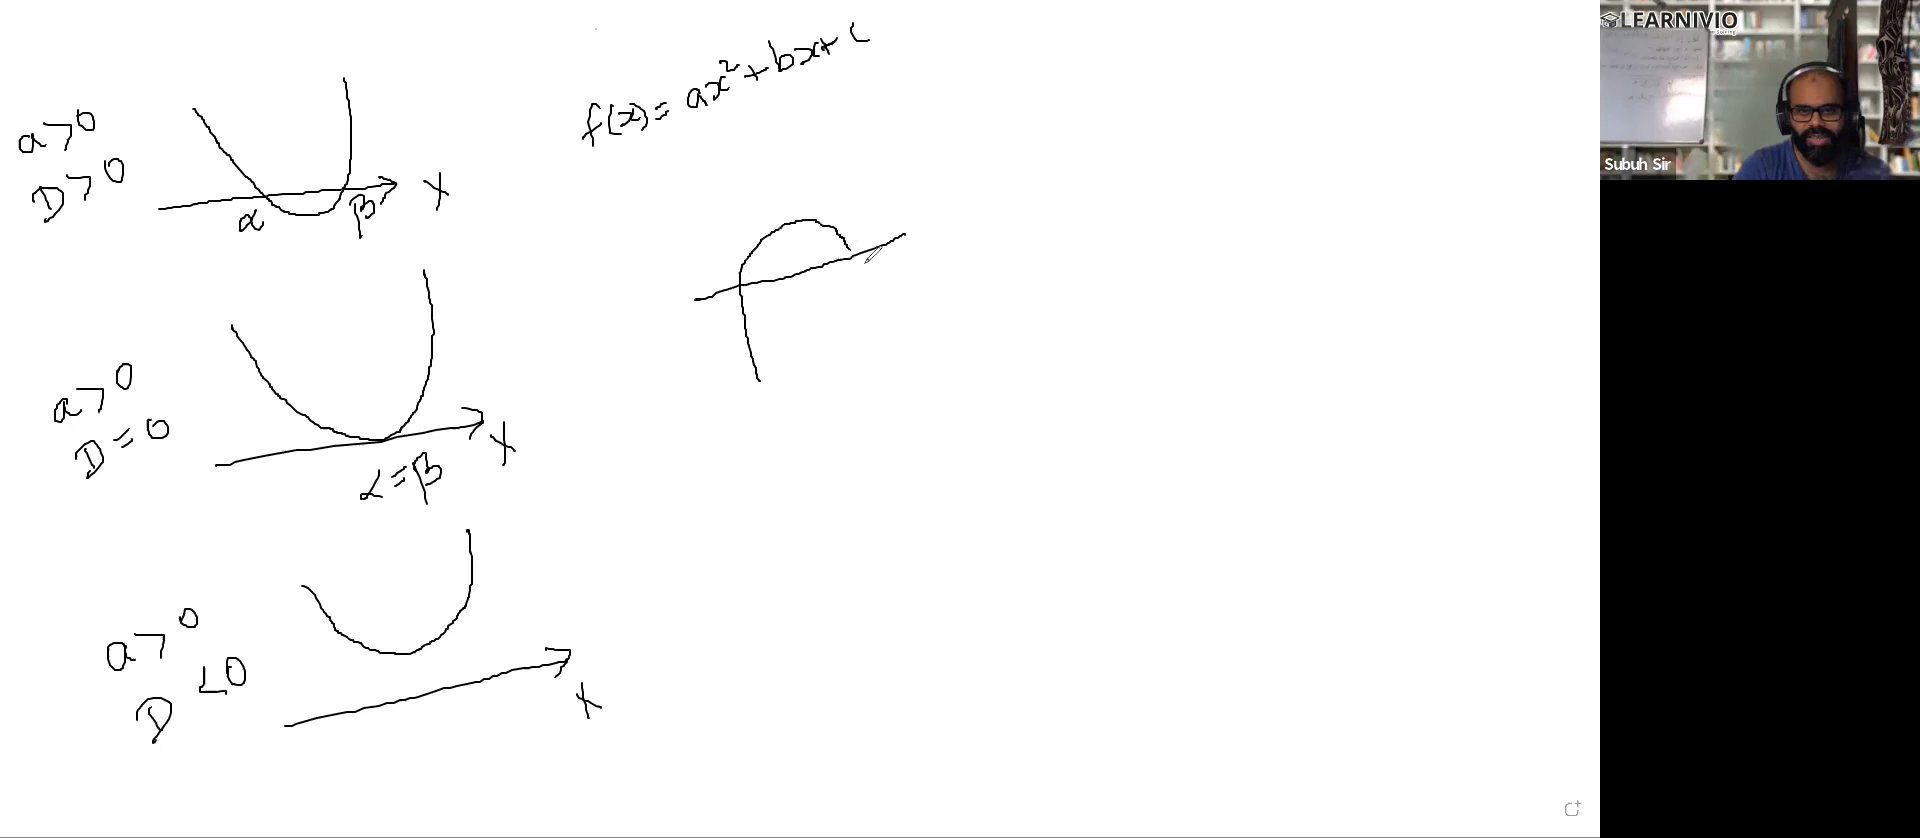 f(x) = ax² + bx + c
a > 0
D > 0
α
β
X
a > 0
D = 0
α = β
X
a > 0
D < 0
X
LEARNIVIO
Subuh Sir